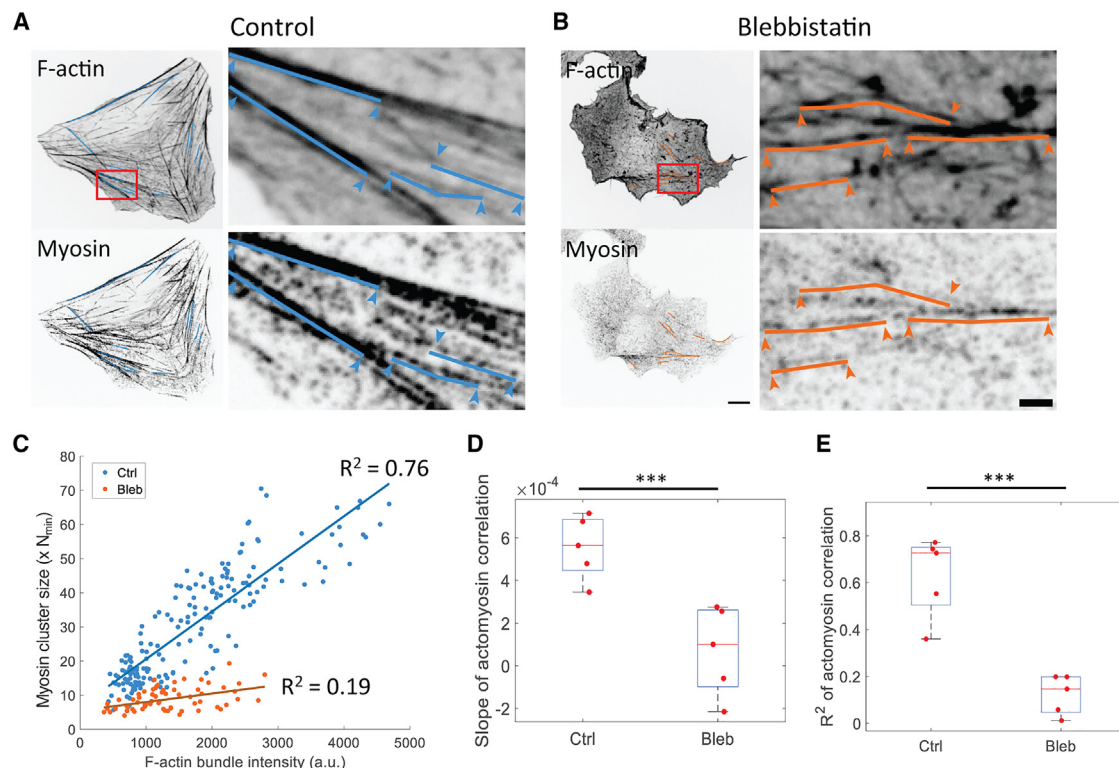 A
Control
B
Blebbistatin
F-actin
F-actin
Myosin
Myosin
C
80
70
60
50
40
30
20
10
0
0
1000
2000
3000
4000
5000
Myosin cluster size (x Nmin)
F-actin bundle intensity (a.u.)
Ctrl
Bleb
R² = 0.76
R² = 0.19
D
×10⁻⁴
***
6
4
2
0
-2
Slope of actomyosin correlation
Ctrl
Bleb
E
***
0.8
0.6
0.4
0.2
0
R² of actomyosin correlation
Ctrl
Bleb